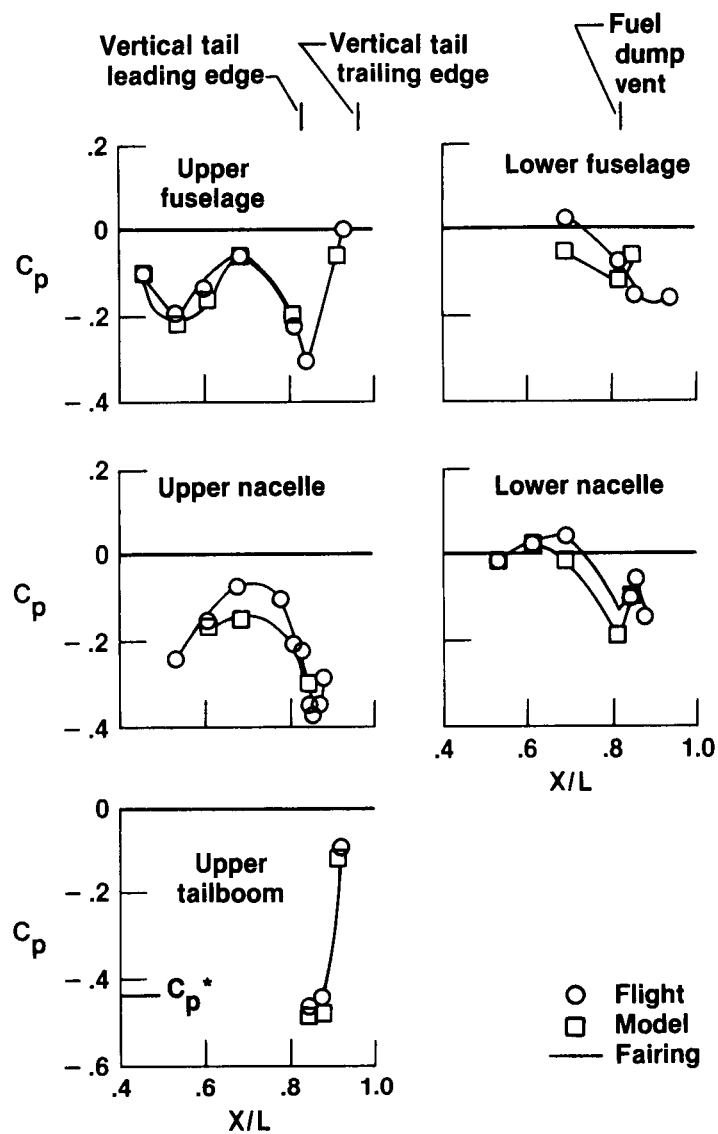 Vertical tail
leading edge
Vertical tail
trailing edge
Fuel
dump
vent
.2
0
– .2
– .4
Cp
Upper
fuselage
Lower fuselage
.2
0
– .2
– .4
Cp
Upper nacelle
Lower nacelle
.4
.6
.8
1.0
X/L
0
– .2
– .4
– .6
Cp
Upper
tailboom
Cp*
.4
.6
.8
1.0
X/L
Flight
Model
Fairing